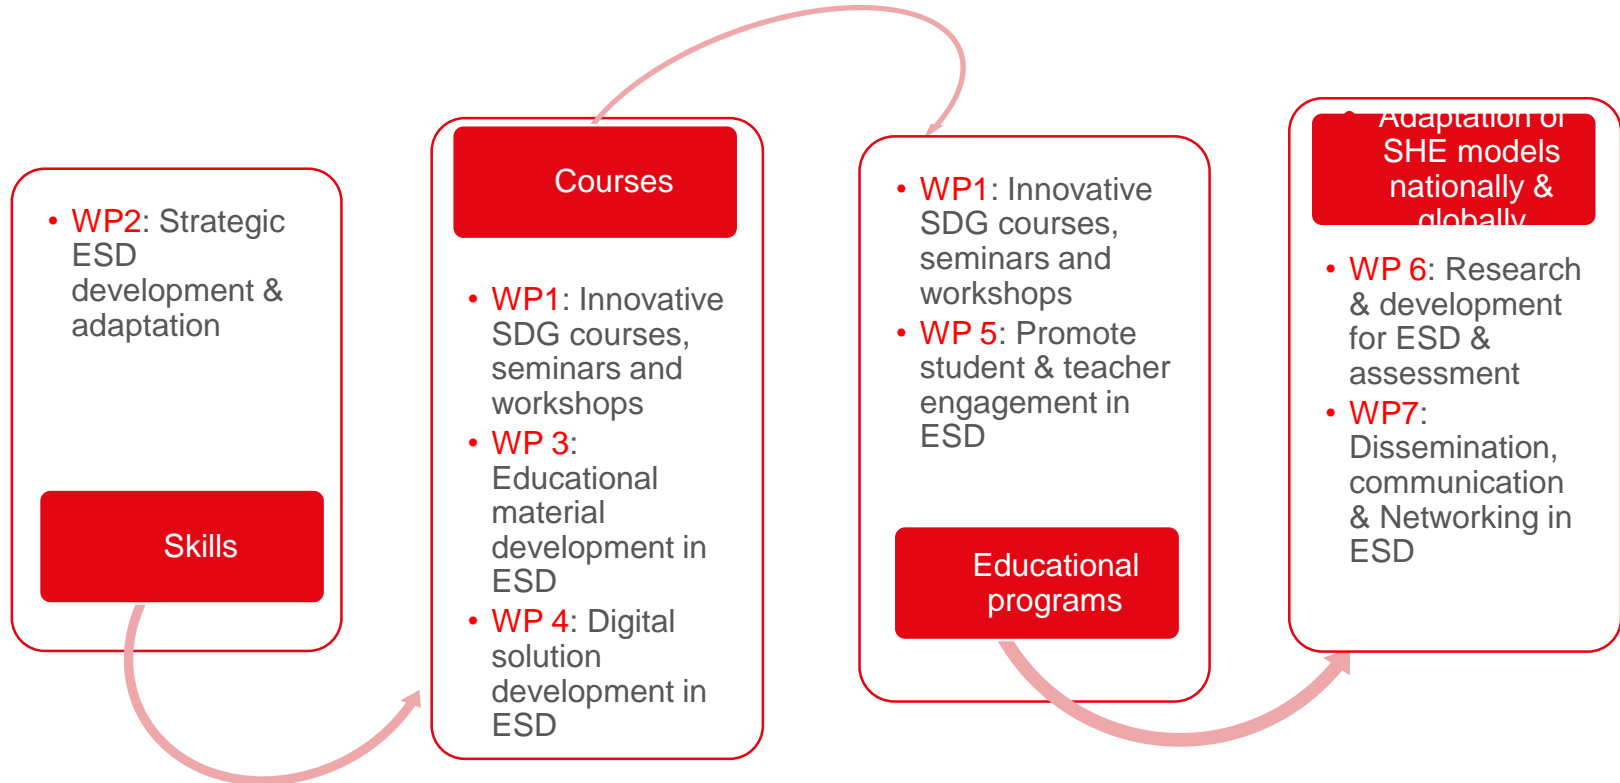 • WP2: Strategic
ESD
development &
adaptation
Skills
Courses
• WP1: Innovative
SDG courses,
seminars and
workshops
• WP 3:
Educational
material
development in
ESD
• WP 4: Digital
solution
development in
ESD
• WP1: Innovative
SDG courses,
seminars and
workshops
• WP 5: Promote
student & teacher
engagement in
ESD
Educational
programs
• Adaptation of
SHE models
nationally &
globally
• WP 6: Research
& development
for ESD &
assessment
• WP7:
Dissemination,
communication
& Networking in
ESD